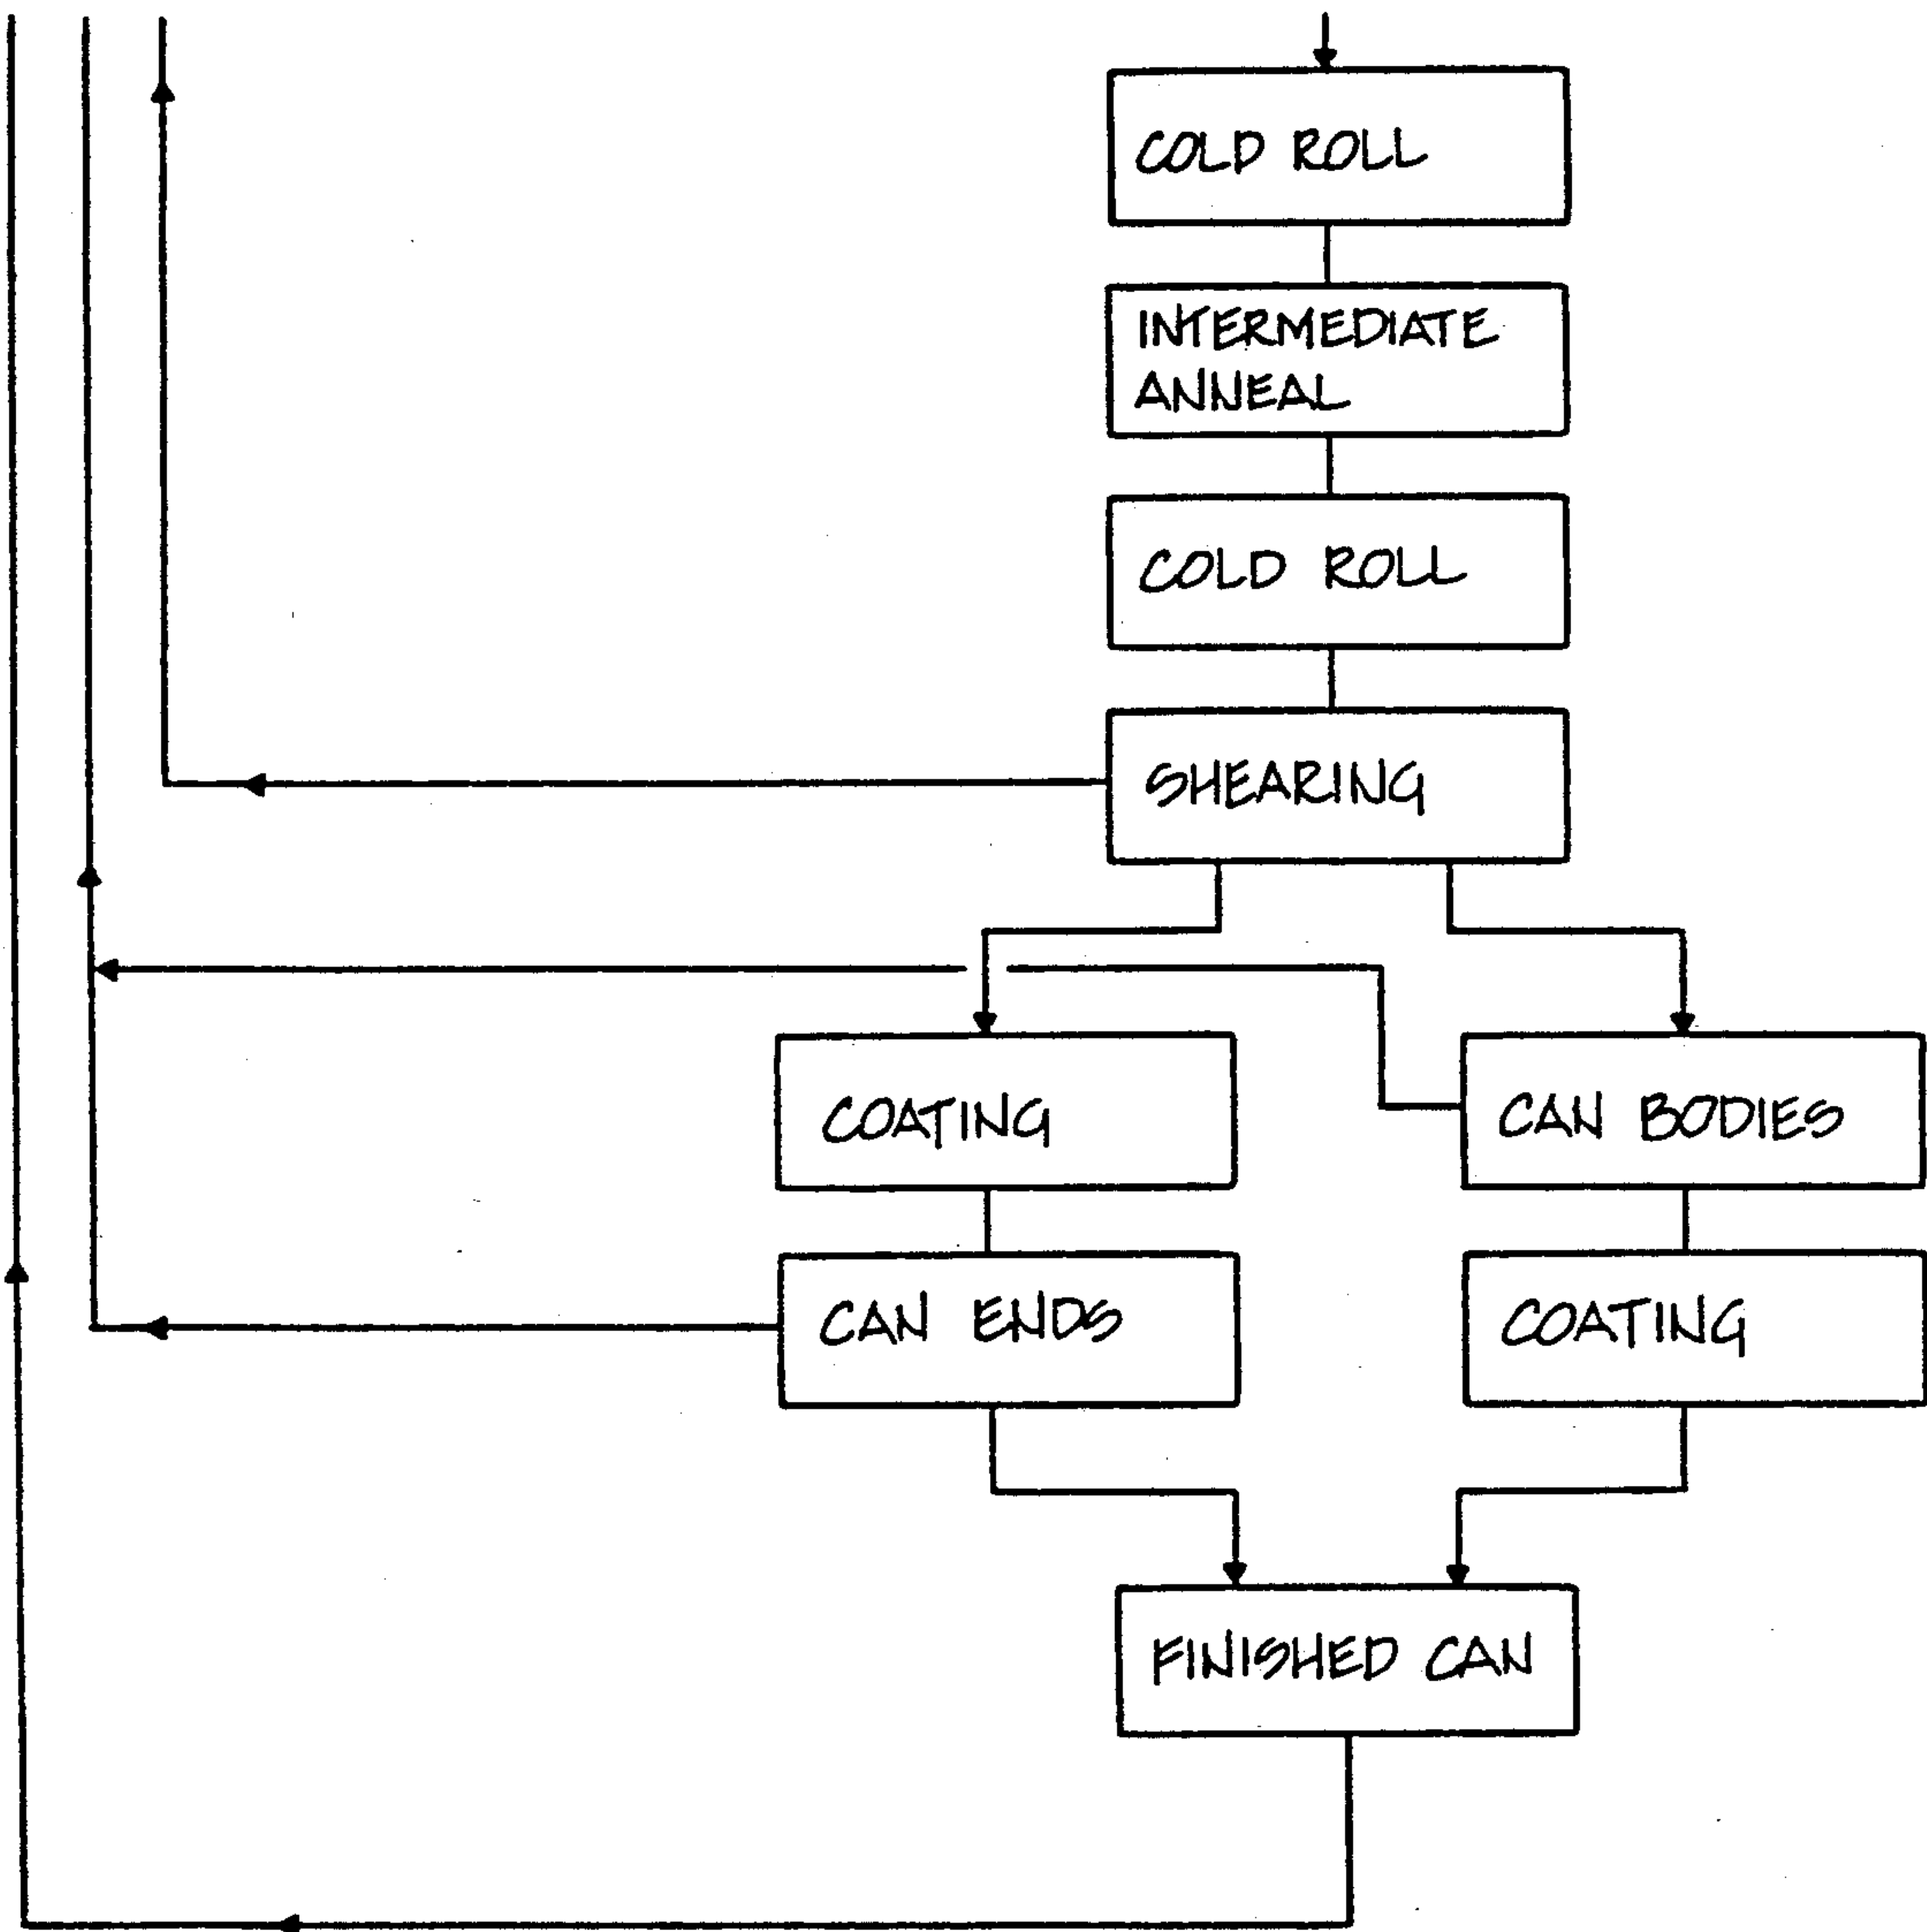 COLD ROLL
INTERMEDIATE
ANNEAL
COLD ROLL
SHEARING
COATING
CAN BODIES
CAN ENDS
COATING
FINISHED CAN